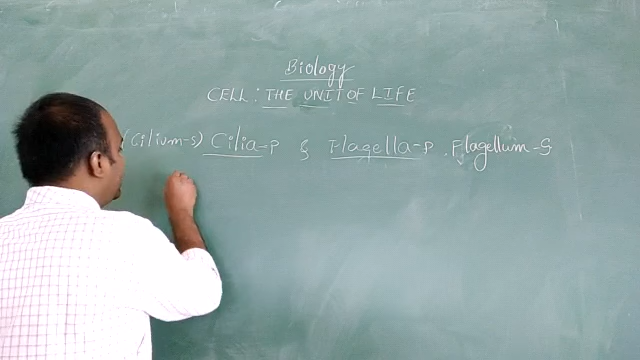 Biology
CELL: THE UNIT OF LIFE
(Cilium-s) Cilia-P & Flagella-P. Flagellum-S